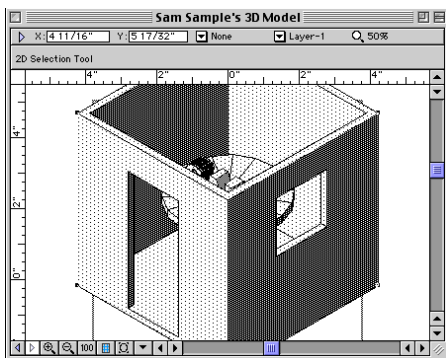 Sam Sample's 3D Model
X: 4 11/16" Y: 5 17/32" None Layer-1 50%
2D Selection Tool
4" 2" 0" 2" 4"
4"
2"
0"
100